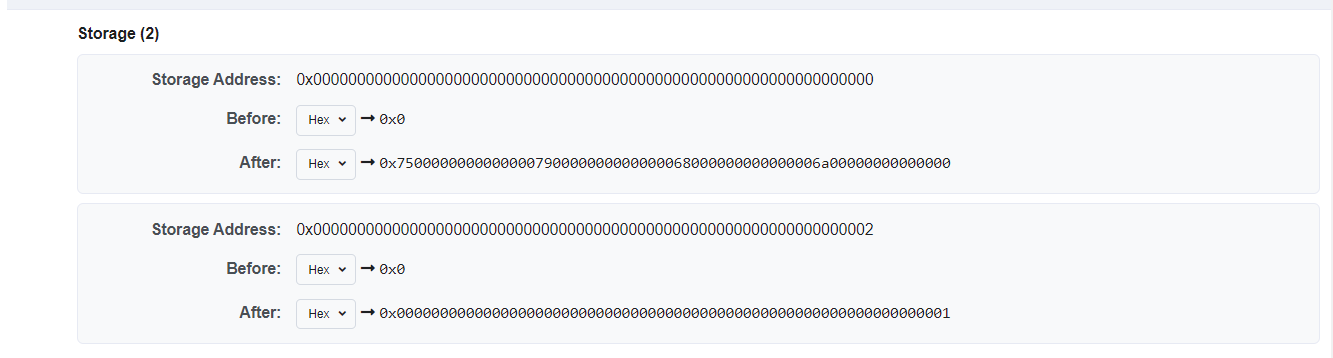 Storage (2)
Storage Address: 0x0000000000000000000000000000000000000000000000000000000000000000
Before: Hex → 0x0
After: Hex → 0x7500000000000000790000000000000068000000000000006a00000000000000
Storage Address: 0x0000000000000000000000000000000000000000000000000000000000000002
Before: Hex → 0x0
After: Hex → 0x0000000000000000000000000000000000000000000000000000000000000001